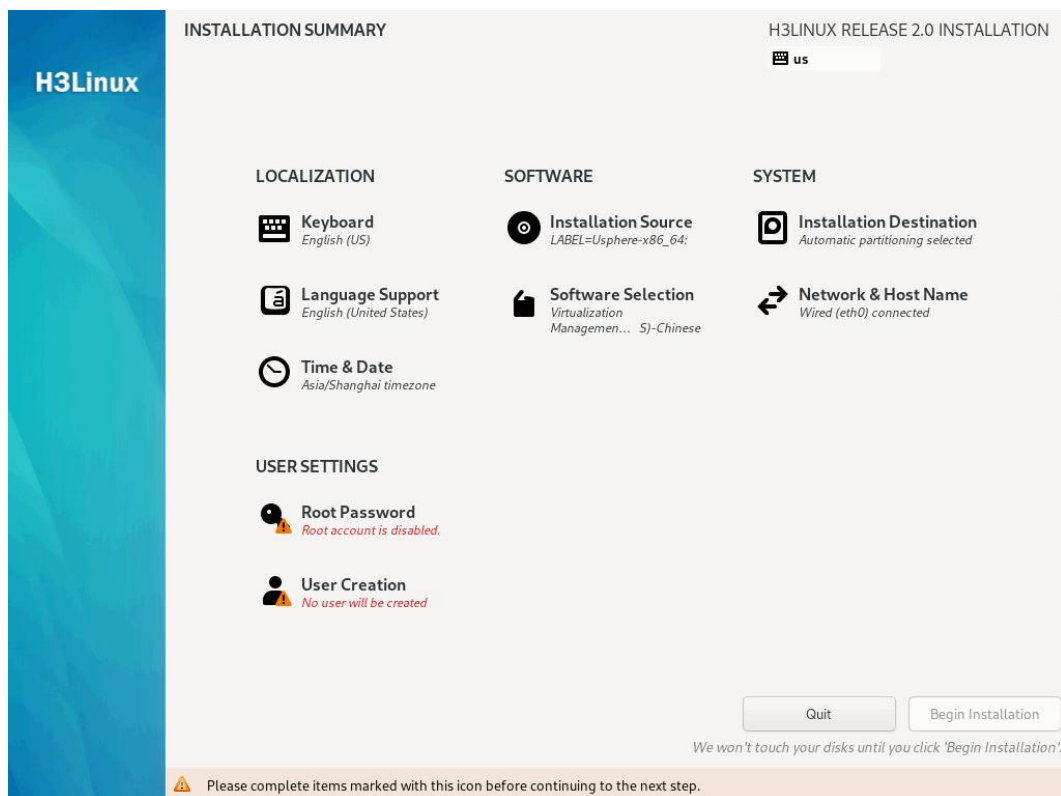 INSTALLATION SUMMARY
H3LINUX RELEASE 2.0 INSTALLATION
us
H3Linux
LOCALIZATION
Keyboard
English (US)
Language Support
English (United States)
Time & Date
Asia/Shanghai timezone
SOFTWARE
Installation Source
LABEL=Usphere-x86_64:
Software Selection
Virtualization
Managemen... S)-Chinese
SYSTEM
Installation Destination
Automatic partitioning selected
Network & Host Name
Wired (eth0) connected
USER SETTINGS
Root Password
Root account is disabled.
User Creation
No user will be created
Quit
Begin Installation
We won't touch your disks until you click 'Begin Installation'.
Please complete items marked with this icon before continuing to the next step.